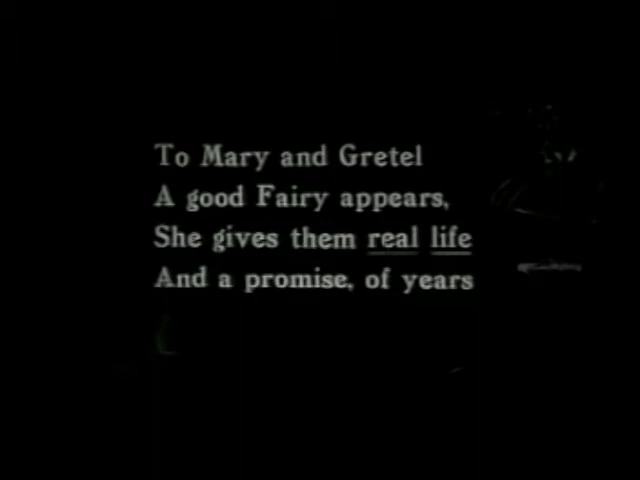 To Mary and Gretel
A good Fairy appears,
She gives them real life
And a promise, of years